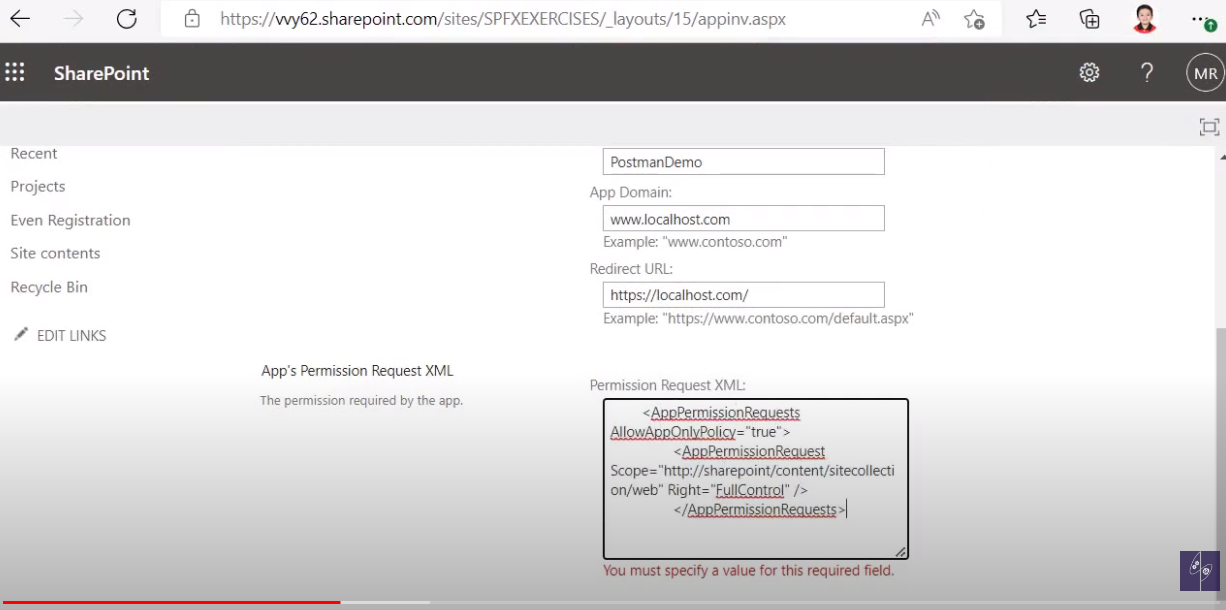 https://vvy62.sharepoint.com/sites/SPFXEXERCISES/_layouts/15/appinv.aspx
SharePoint
MR
Recent
Projects
Even Registration
Site contents
Recycle Bin
EDIT LINKS
PostmanDemo
App Domain:
www.localhost.com
Example: "www.contoso.com"
Redirect URL:
https://localhost.com/
Example: "https://www.contoso.com/default.aspx"
App's Permission Request XML
The permission required by the app.
Permission Request XML:
<AppPermissionRequests
AllowAppOnlyPolicy="true">
<AppPermissionRequest
Scope="http://sharepoint/content/sitecollecti
on/web" Right="FullControl" />
</AppPermissionRequests>
You must specify a value for this required field.